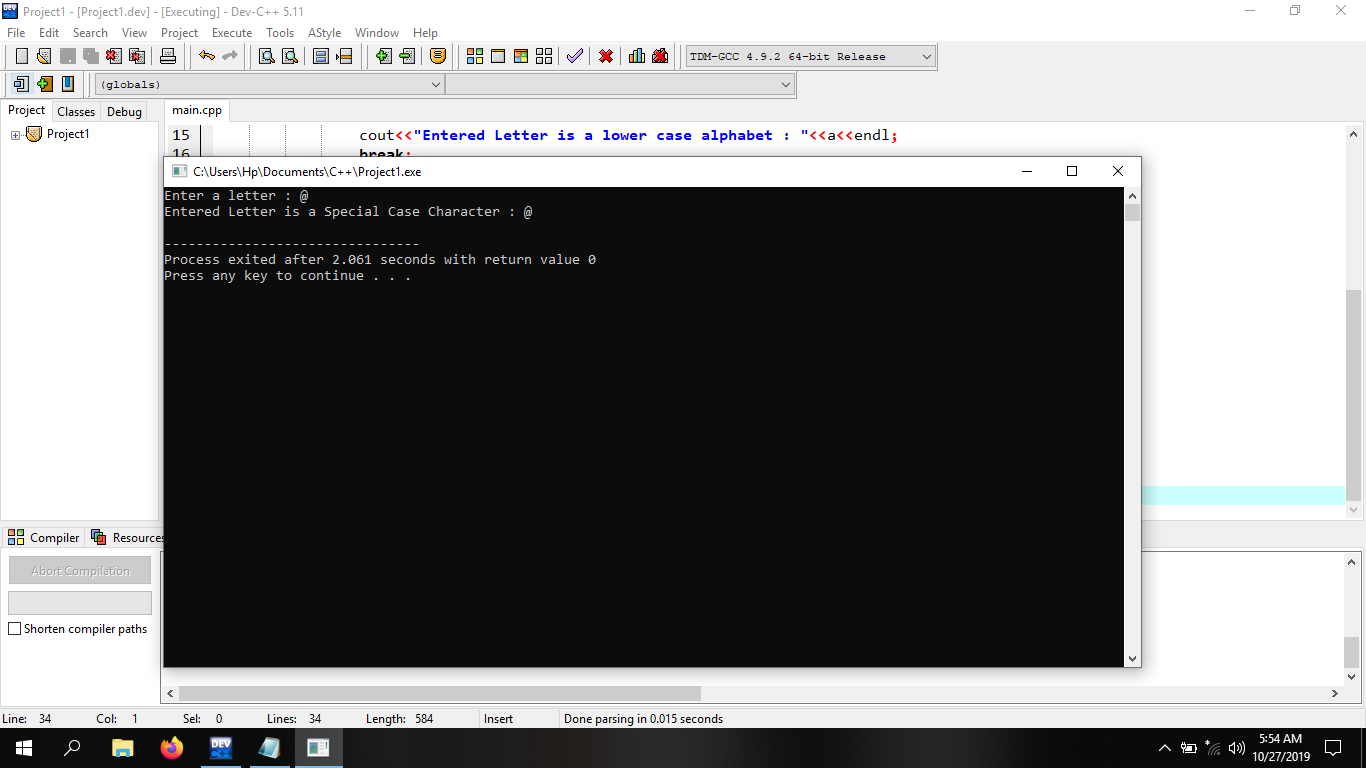 Project1 - [Project1.dev] - [Executing] - Dev-C++ 5.11
File Edit Search View Project Execute Tools AStyle Window Help
TDM-GCC 4.9.2 64-bit Release
(globals)
Project Classes Debug
main.cpp
Project1
15 cout<<"Entered Letter is a lower case alphabet : "<<a<<endl;
16 break;
C:\Users\Hp\Documents\C++\Project1.exe
Enter a letter : @
Entered Letter is a Special Case Character : @
--------------------------------
Process exited after 2.061 seconds with return value 0
Press any key to continue . . .
Compiler Resources
Abort Compilation
Shorten compiler paths
Line: 34 Col: 1 Sel: 0 Lines: 34 Length: 584 Insert Done parsing in 0.015 seconds
DEV C++
5:54 AM
10/27/2019